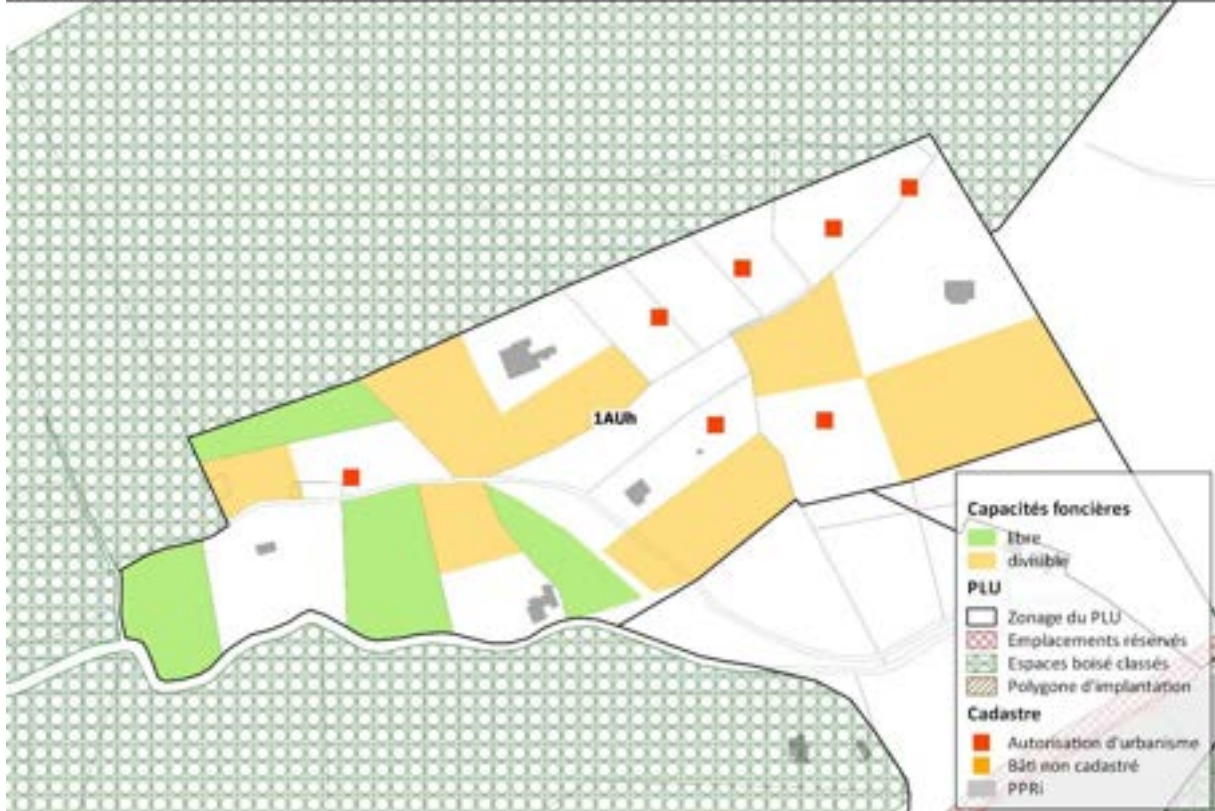 1AUh
Capacités foncières
libre
divisible
PLU
Zonage du PLU
Emplacements réservés
Espaces boisé classés
Polygone d'implantation
Cadastre
Autorisation d'urbanisme
Bâti non cadastré
PPRi